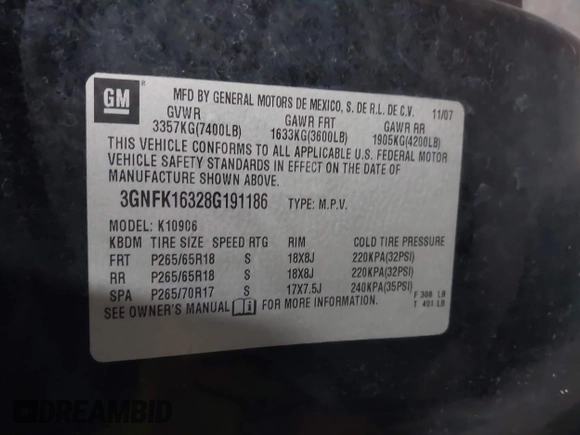 GM
MFD BY GENERAL MOTORS DE MEXICO, S. DE R.L. DE C.V. 11/07
GVWR GAWR FRT GAWR RR
3357KG(7400LB) 1633KG(3600LB) 1905KG(4200LB)
THIS VEHICLE CONFORMS TO ALL APPLICABLE U.S. FEDERAL MOTOR
VEHICLE SAFETY STANDARDS IN EFFECT ON THE DATE OF
MANUFACTURE SHOWN ABOVE.
3GNFK16328G191186 TYPE: M.P.V.
MODEL: K10906
KBDM TIRE SIZE SPEED RTG RIM COLD TIRE PRESSURE
FRT P265/65R18 S 18X8J 220KPA(32PSI)
RR P265/65R18 S 18X8J 220KPA(32PSI)
SPA P265/70R17 S 17X7.5J 240KPA(35PSI)
F 308 LB
SEE OWNER'S MANUAL FOR MORE INFORMATION. T 401 LB
DREAMBID